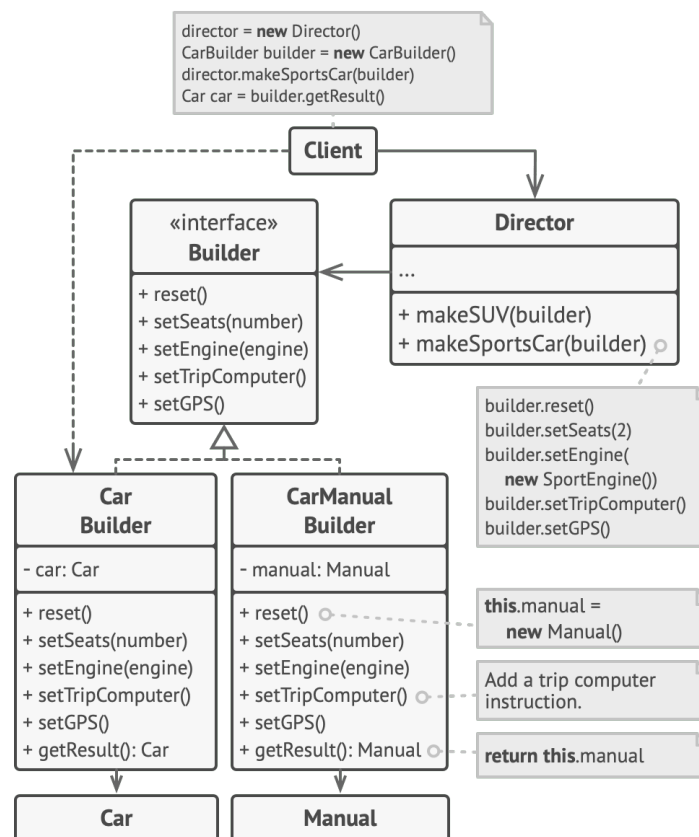 director = new Director()
CarBuilder builder = new CarBuilder()
director.makeSportsCar(builder)
Car car = builder.getResult()
Client
«interface»
Builder
+ reset()
+ setSeats(number)
+ setEngine(engine)
+ setTripComputer()
+ setGPS()
Director
...
+ makeSUV(builder)
+ makeSportsCar(builder)
builder.reset()
builder.setSeats(2)
builder.setEngine(
new SportEngine())
builder.setTripComputer()
builder.setGPS()
Car
Builder
- car: Car
+ reset()
+ setSeats(number)
+ setEngine(engine)
+ setTripComputer()
+ setGPS()
+ getResult(): Car
CarManual
Builder
- manual: Manual
+ reset()
+ setSeats(number)
+ setEngine(engine)
+ setTripComputer()
+ setGPS()
+ getResult(): Manual
this.manual =
new Manual()
Add a trip computer
instruction.
return this.manual
Car
Manual